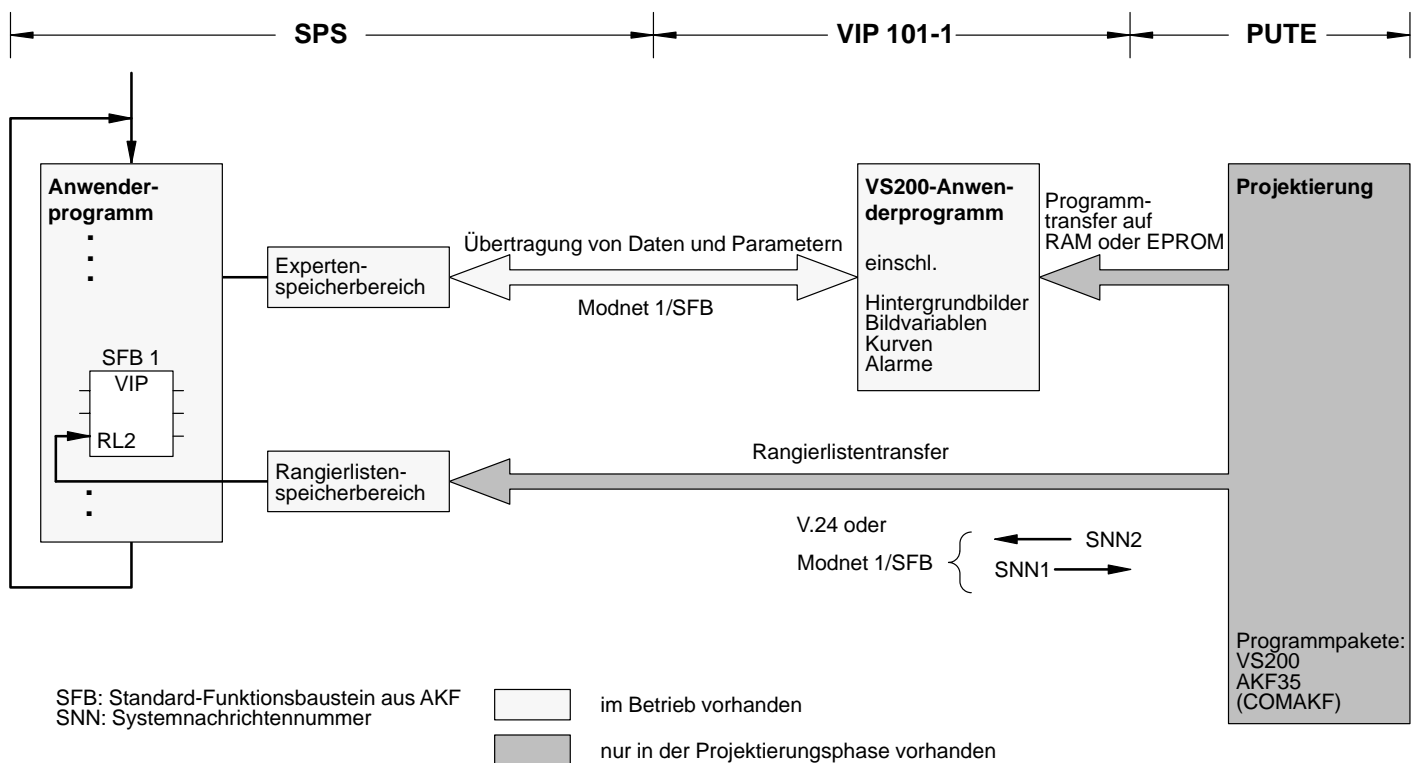 SPS
VIP 101-1
PUTE
Anwender-
programm
SFB 1
VIP
RL2
Experten-
speicherbereich
Rangierlisten-
speicherbereich
Übertragung von Daten und Parametern
Modnet 1/SFB
VS200-Anwen-
derprogramm
einschl.
Hintergrundbilder
Bildvariablen
Kurven
Alarme
Programm-
transfer auf
RAM oder EPROM
Projektierung
Rangierlistentransfer
V.24 oder
Modnet 1/SFB
SNN2
SNN1
Programmpakete:
VS200
AKF35
(COMAKF)
SFB: Standard-Funktionsbaustein aus AKF
SNN: Systemnachrichtennummer
im Betrieb vorhanden
nur in der Projektierungsphase vorhanden